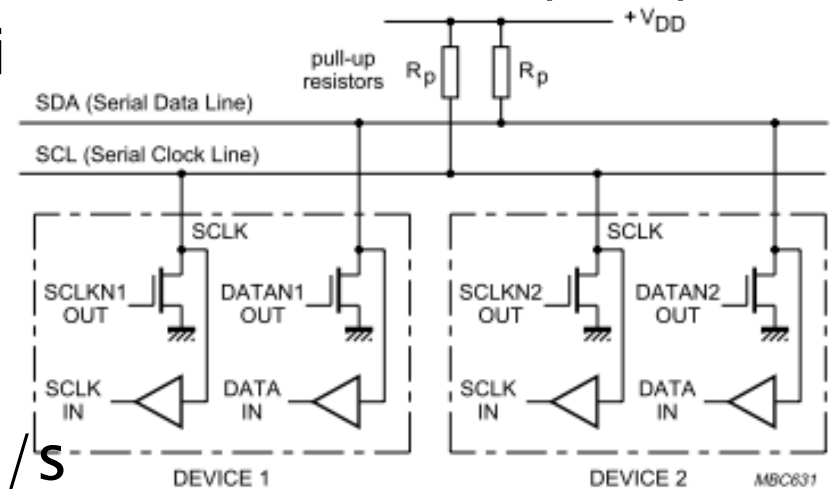 +VDD
i
pull-up
resistors
Rp
Rp
SDA (Serial Data Line)
SCL (Serial Clock Line)
SCLK
SCLK
SCLKN1
OUT
DATAN1
OUT
SCLKN2
OUT
DATAN2
OUT
SCLK
IN
DATA
IN
SCLK
IN
DATA
IN
/s
DEVICE 1
DEVICE 2
MBC631